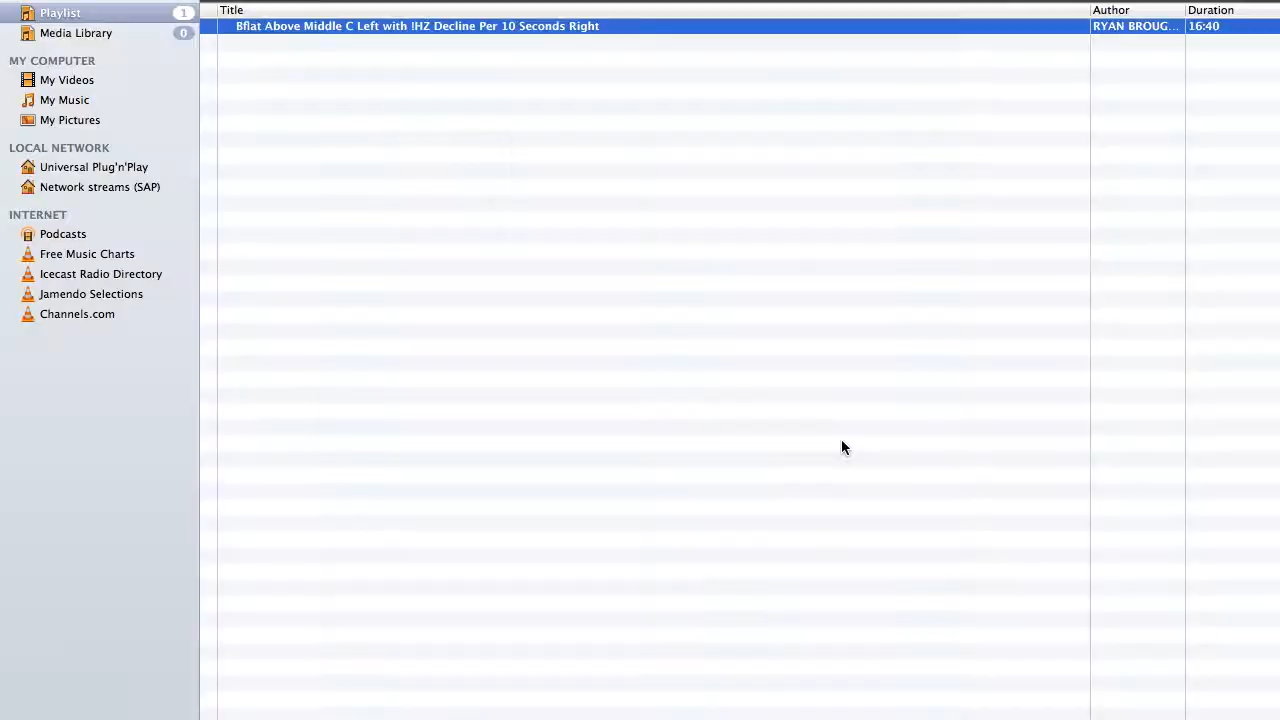 Playlist 1
Media Library 0
MY COMPUTER
My Videos
My Music
My Pictures
LOCAL NETWORK
Universal Plug'n'Play
Network streams (SAP)
INTERNET
Podcasts
Free Music Charts
Icecast Radio Directory
Jamendo Selections
Channels.com
Title Author Duration
Bflat Above Middle C Left with !HZ Decline Per 10 Seconds Right RYAN BROUG... 16:40